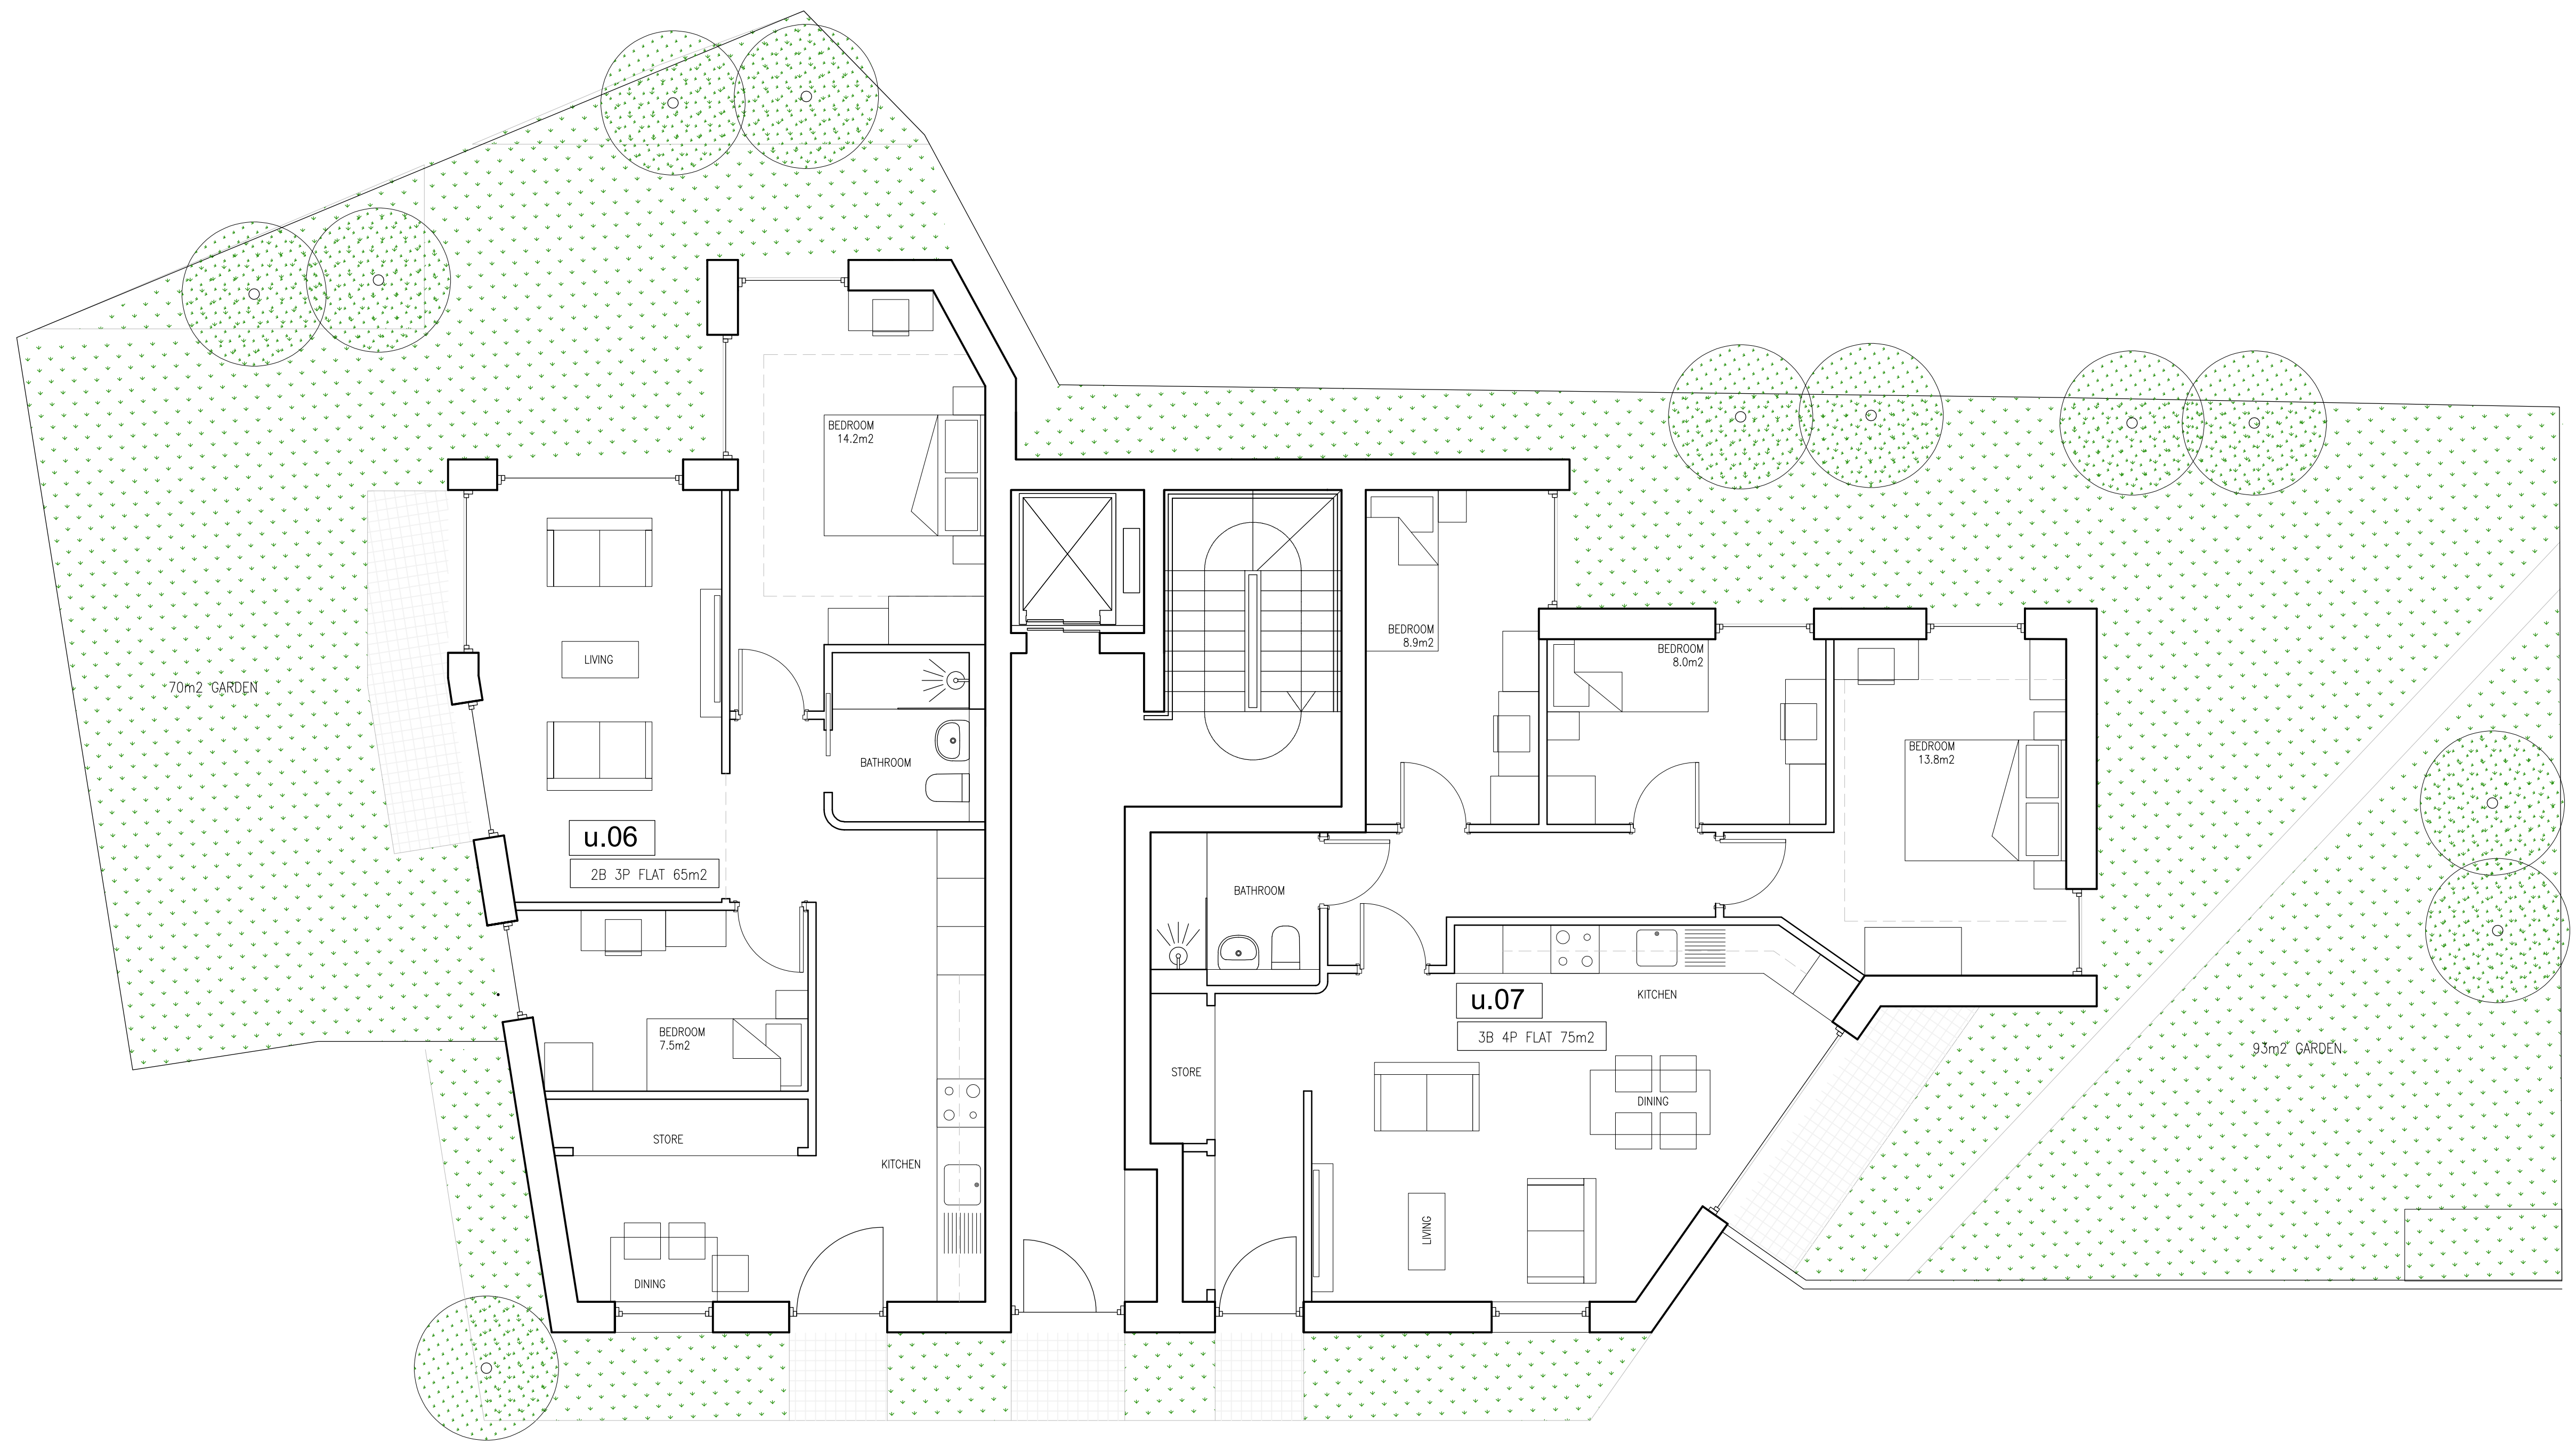 BEDROOM
14.2m2
LIVING
70m2 GARDEN
BATHROOM
u.06
2B 3P FLAT 65m2
BEDROOM
7.5m2
STORE
KITCHEN
DINING
BEDROOM
8.9m2
BEDROOM
8.0m2
BEDROOM
13.8m2
BATHROOM
u.07
3B 4P FLAT 75m2
KITCHEN
STORE
DINING
LIVING
93m2 GARDEN